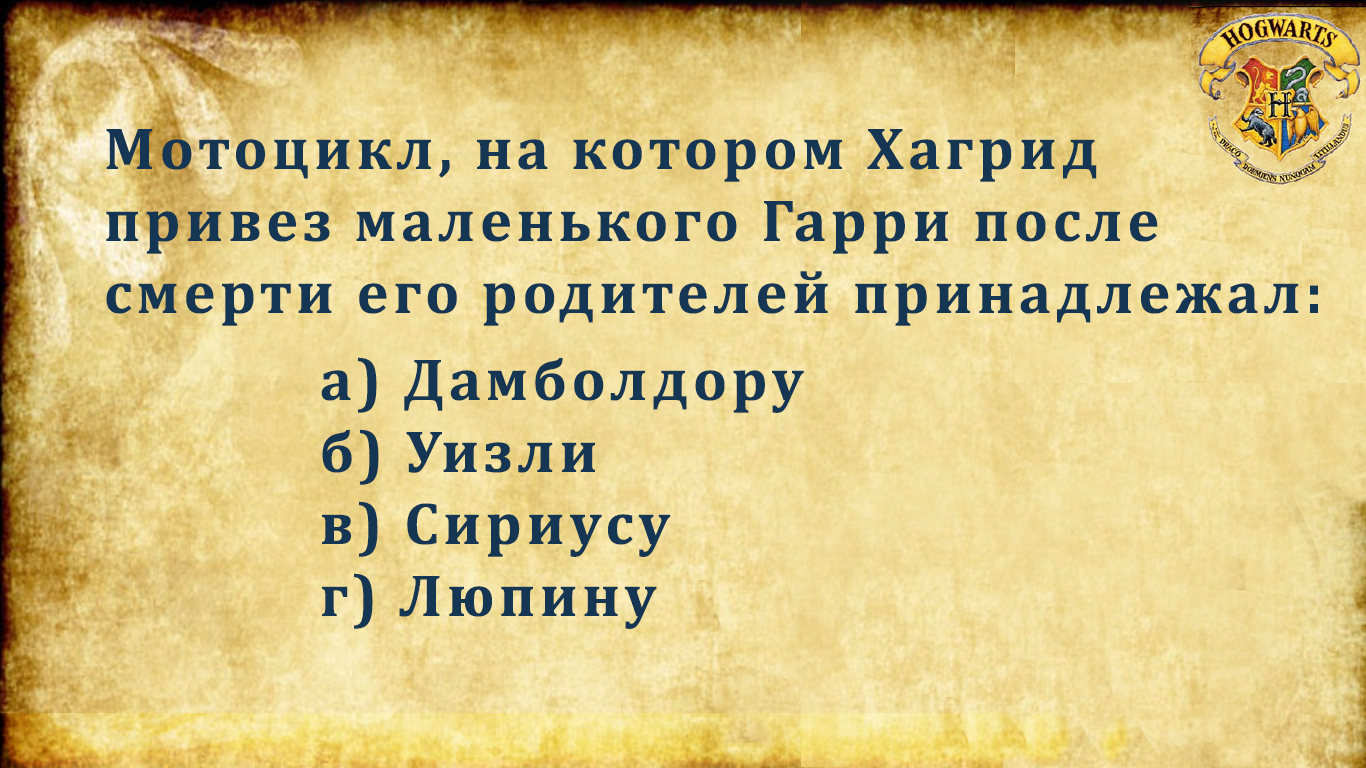 HOGWARTS
Мотоцикл, на котором Хагрид
привез маленького Гарри после
смерти его родителей принадлежал:
а) Дамболдору
б) Уизли
в) Сириусу
г) Люпину